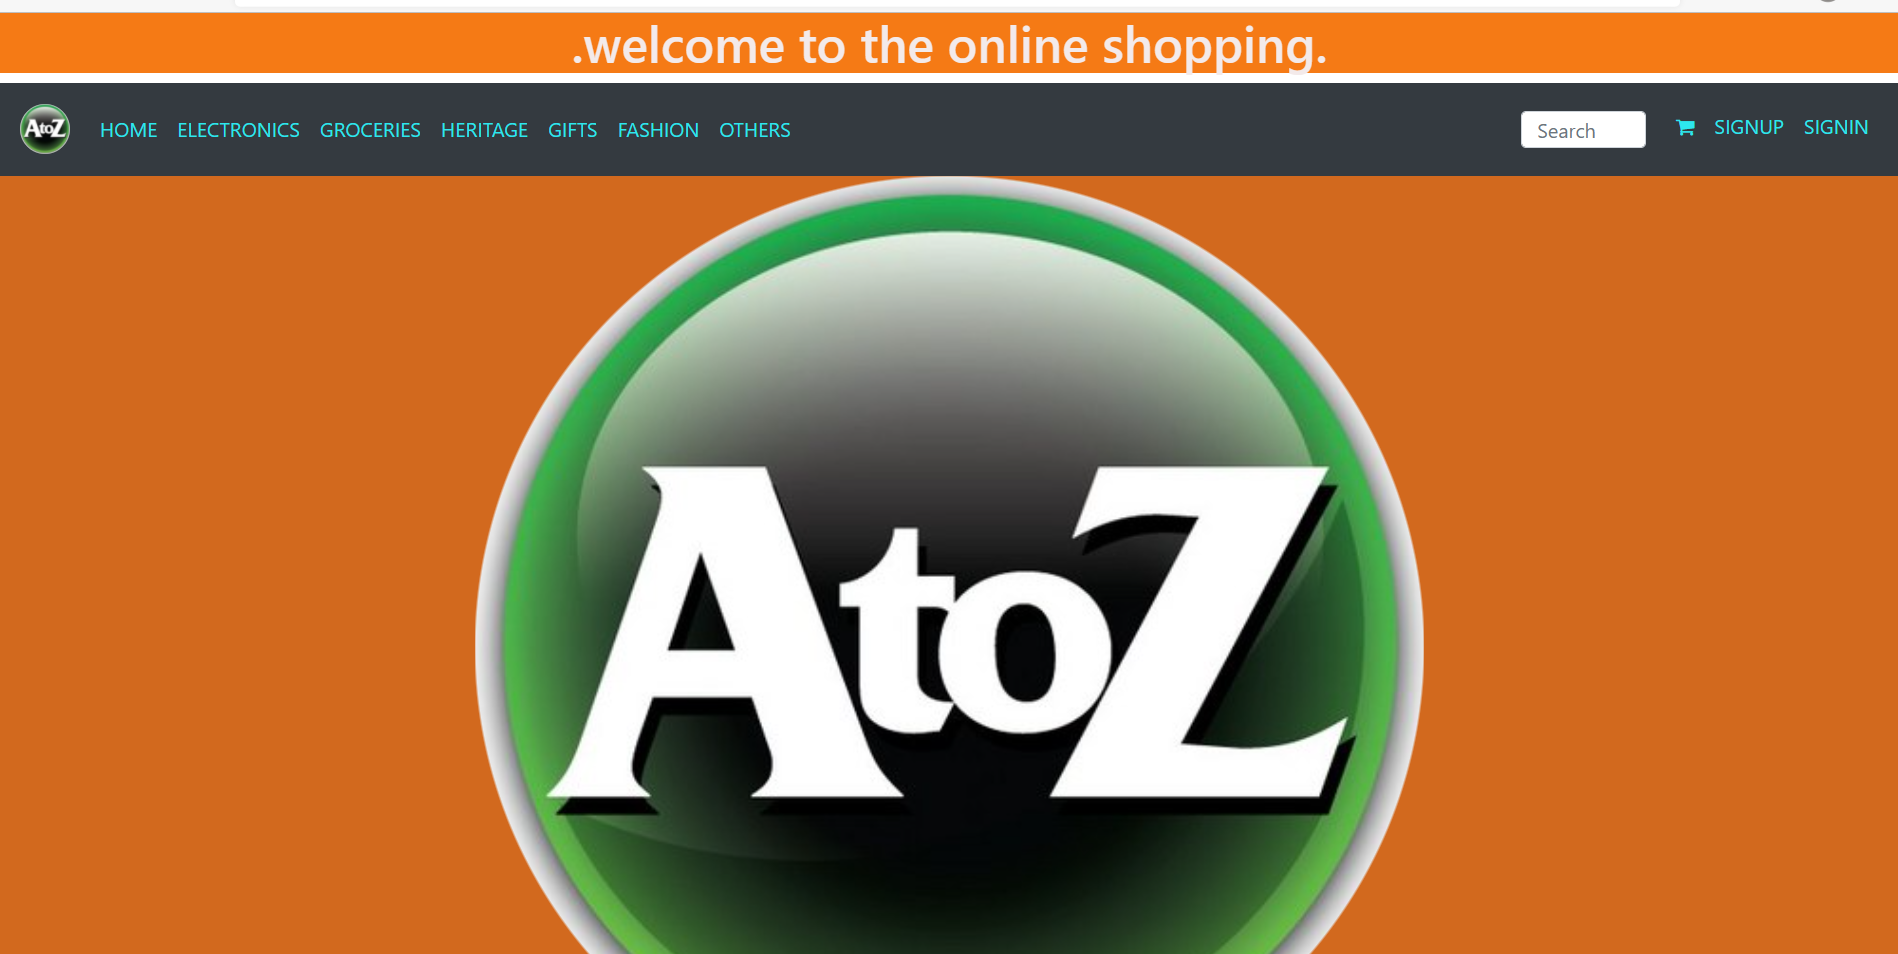 .welcome to the online shopping.
AtoZ HOME ELECTRONICS GROCERIES HERITAGE GIFTS FASHION OTHERS Search SIGNUP SIGNIN
AtoZ